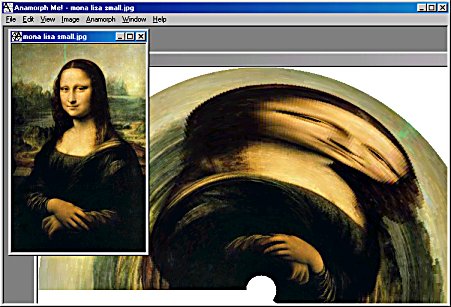 Anamorph Me! - mona lisa small.jpg
File Edit View Image Anamorph Window Help
mona lisa small.jpg